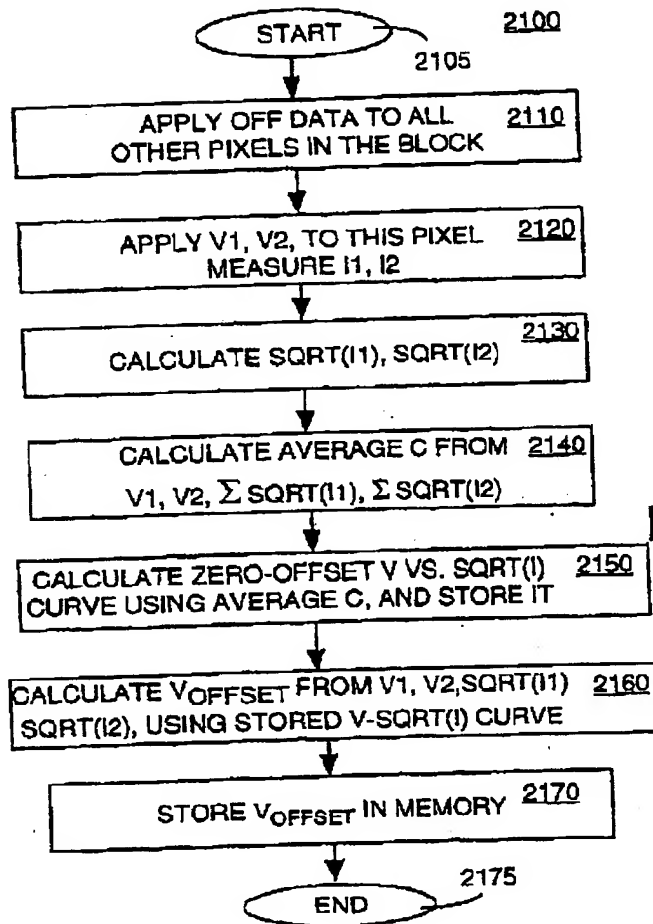 START 2100
2105
APPLY OFF DATA TO ALL 2110
OTHER PIXELS IN THE BLOCK
APPLY V1, V2, TO THIS PIXEL 2120
MEASURE I1, I2
2130
CALCULATE SQRT(I1), SQRT(I2)
CALCULATE AVERAGE C FROM 2140
V1, V2, Σ SQRT(I1), Σ SQRT(I2)
CALCULATE ZERO-OFFSET V VS. SQRT(I) 2150
CURVE USING AVERAGE C, AND STORE IT
CALCULATE VOFFSET FROM V1, V2,SQRT(I1) 2160
SQRT(I2), USING STORED V-SQRT(I) CURVE
STORE VOFFSET IN MEMORY 2170
2175
END